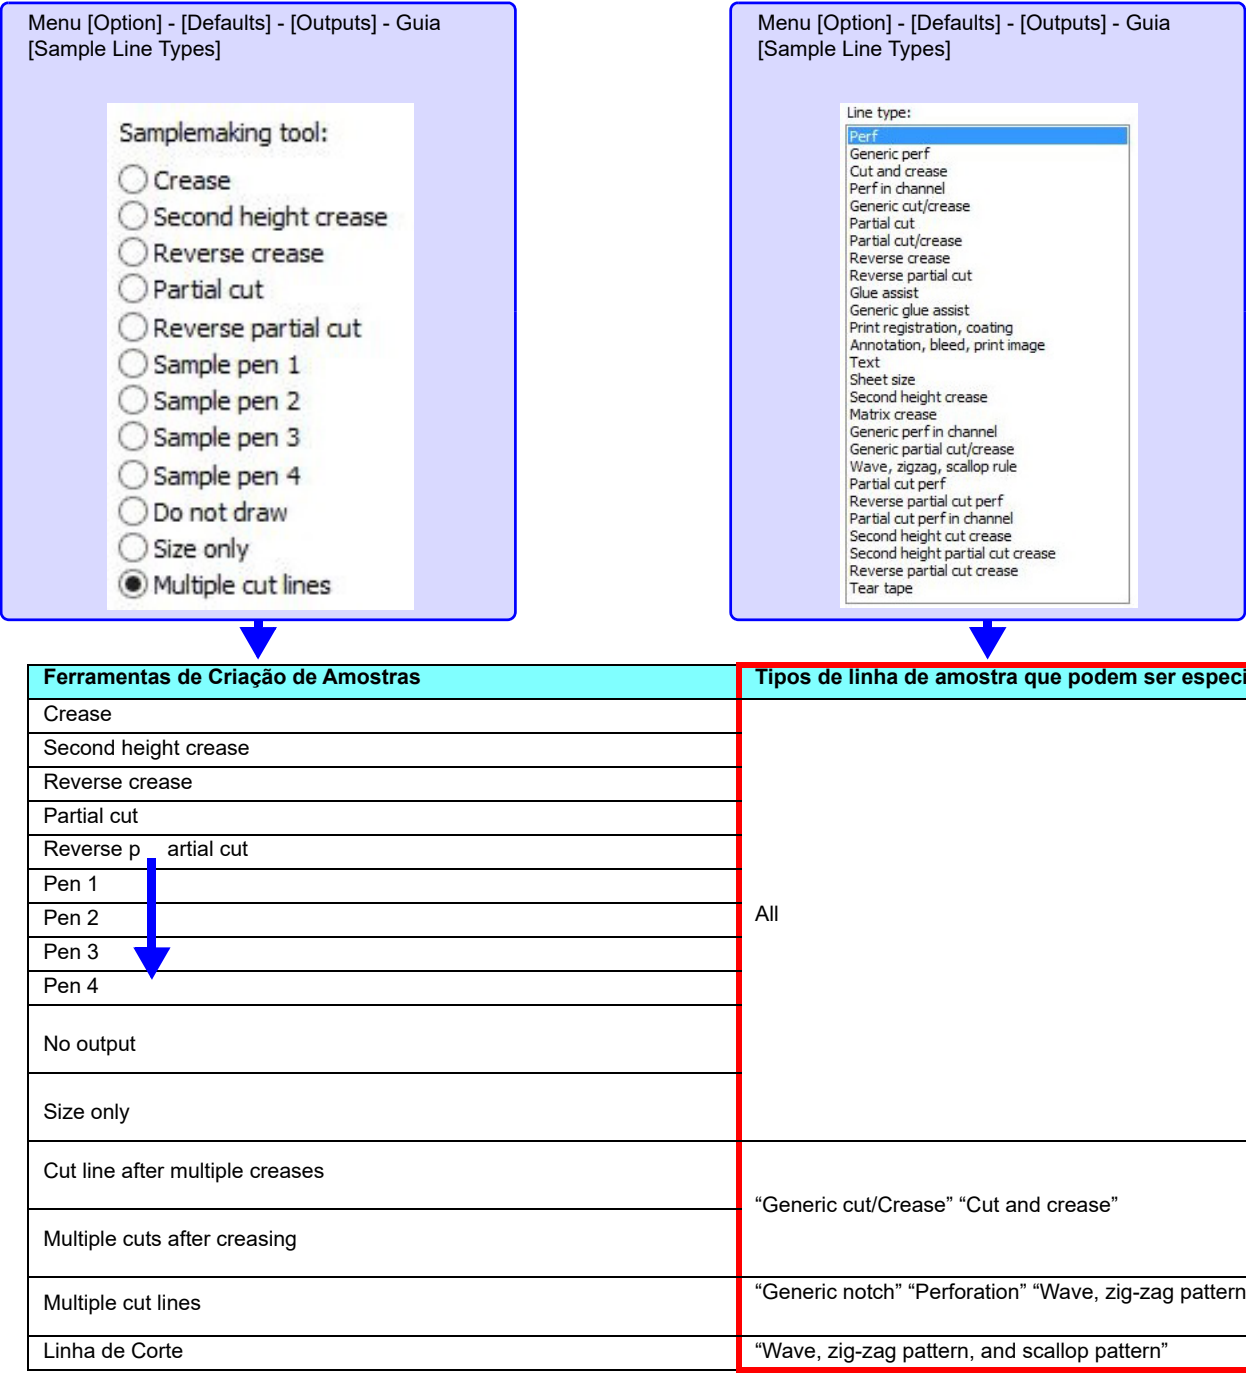 Menu [Option] - [Defaults] - [Outputs] - Guia
[Sample Line Types]
Samplemaking tool:
Crease
Second height crease
Reverse crease
Partial cut
Reverse partial cut
Sample pen 1
Sample pen 2
Sample pen 3
Sample pen 4
Do not draw
Size only
Multiple cut lines
Menu [Option] - [Defaults] - [Outputs] - Guia
[Sample Line Types]
Line type:
Perf
Generic perf
Cut and crease
Perf in channel
Generic cut/crease
Partial cut
Partial cut/crease
Reverse crease
Reverse partial cut
Glue assist
Generic glue assist
Print registration, coating
Annotation, bleed, print image
Text
Sheet size
Second height crease
Matrix crease
Generic perf in channel
Generic partial cut/crease
Wave, zigzag, scallop rule
Partial cut perf
Reverse partial cut perf
Partial cut perf in channel
Second height cut crease
Second height partial cut crease
Reverse partial cut crease
Tear tape
Ferramentas de Criação de Amostras
Tipos de linha de amostra que podem ser especi
Crease
Second height crease
Reverse crease
Partial cut
Reverse p artial cut
Pen 1
Pen 2
Pen 3
Pen 4
No output
Size only
All
Cut line after multiple creases
Multiple cuts after creasing
“Generic cut/Crease” “Cut and crease”
Multiple cut lines
“Generic notch” “Perforation” “Wave, zig-zag pattern
Linha de Corte
“Wave, zig-zag pattern, and scallop pattern”